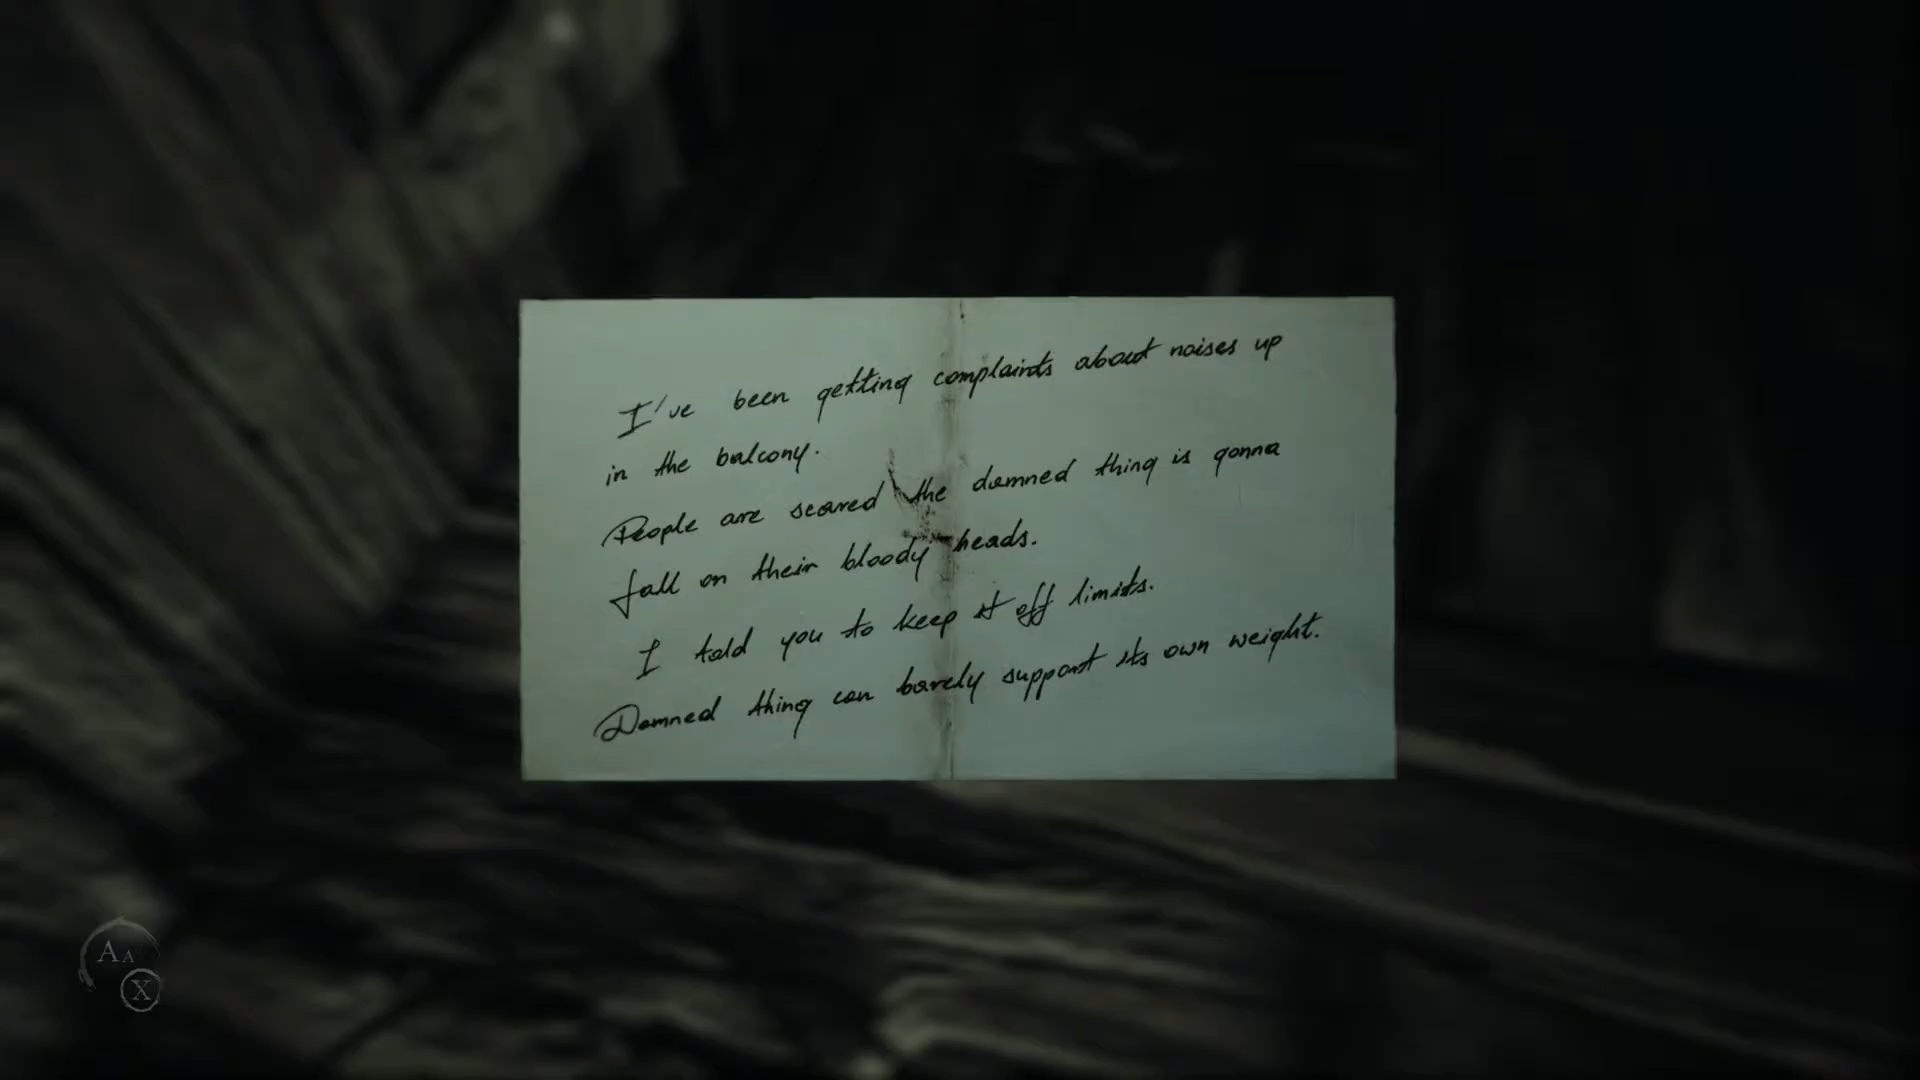 I've been getting complaints about noises up
in the balcony.
People are scared the damned thing is gonna
fall on their bloody heads.
I told you to keep it off limits.
Damned thing can barely support its own weight.
AA
X